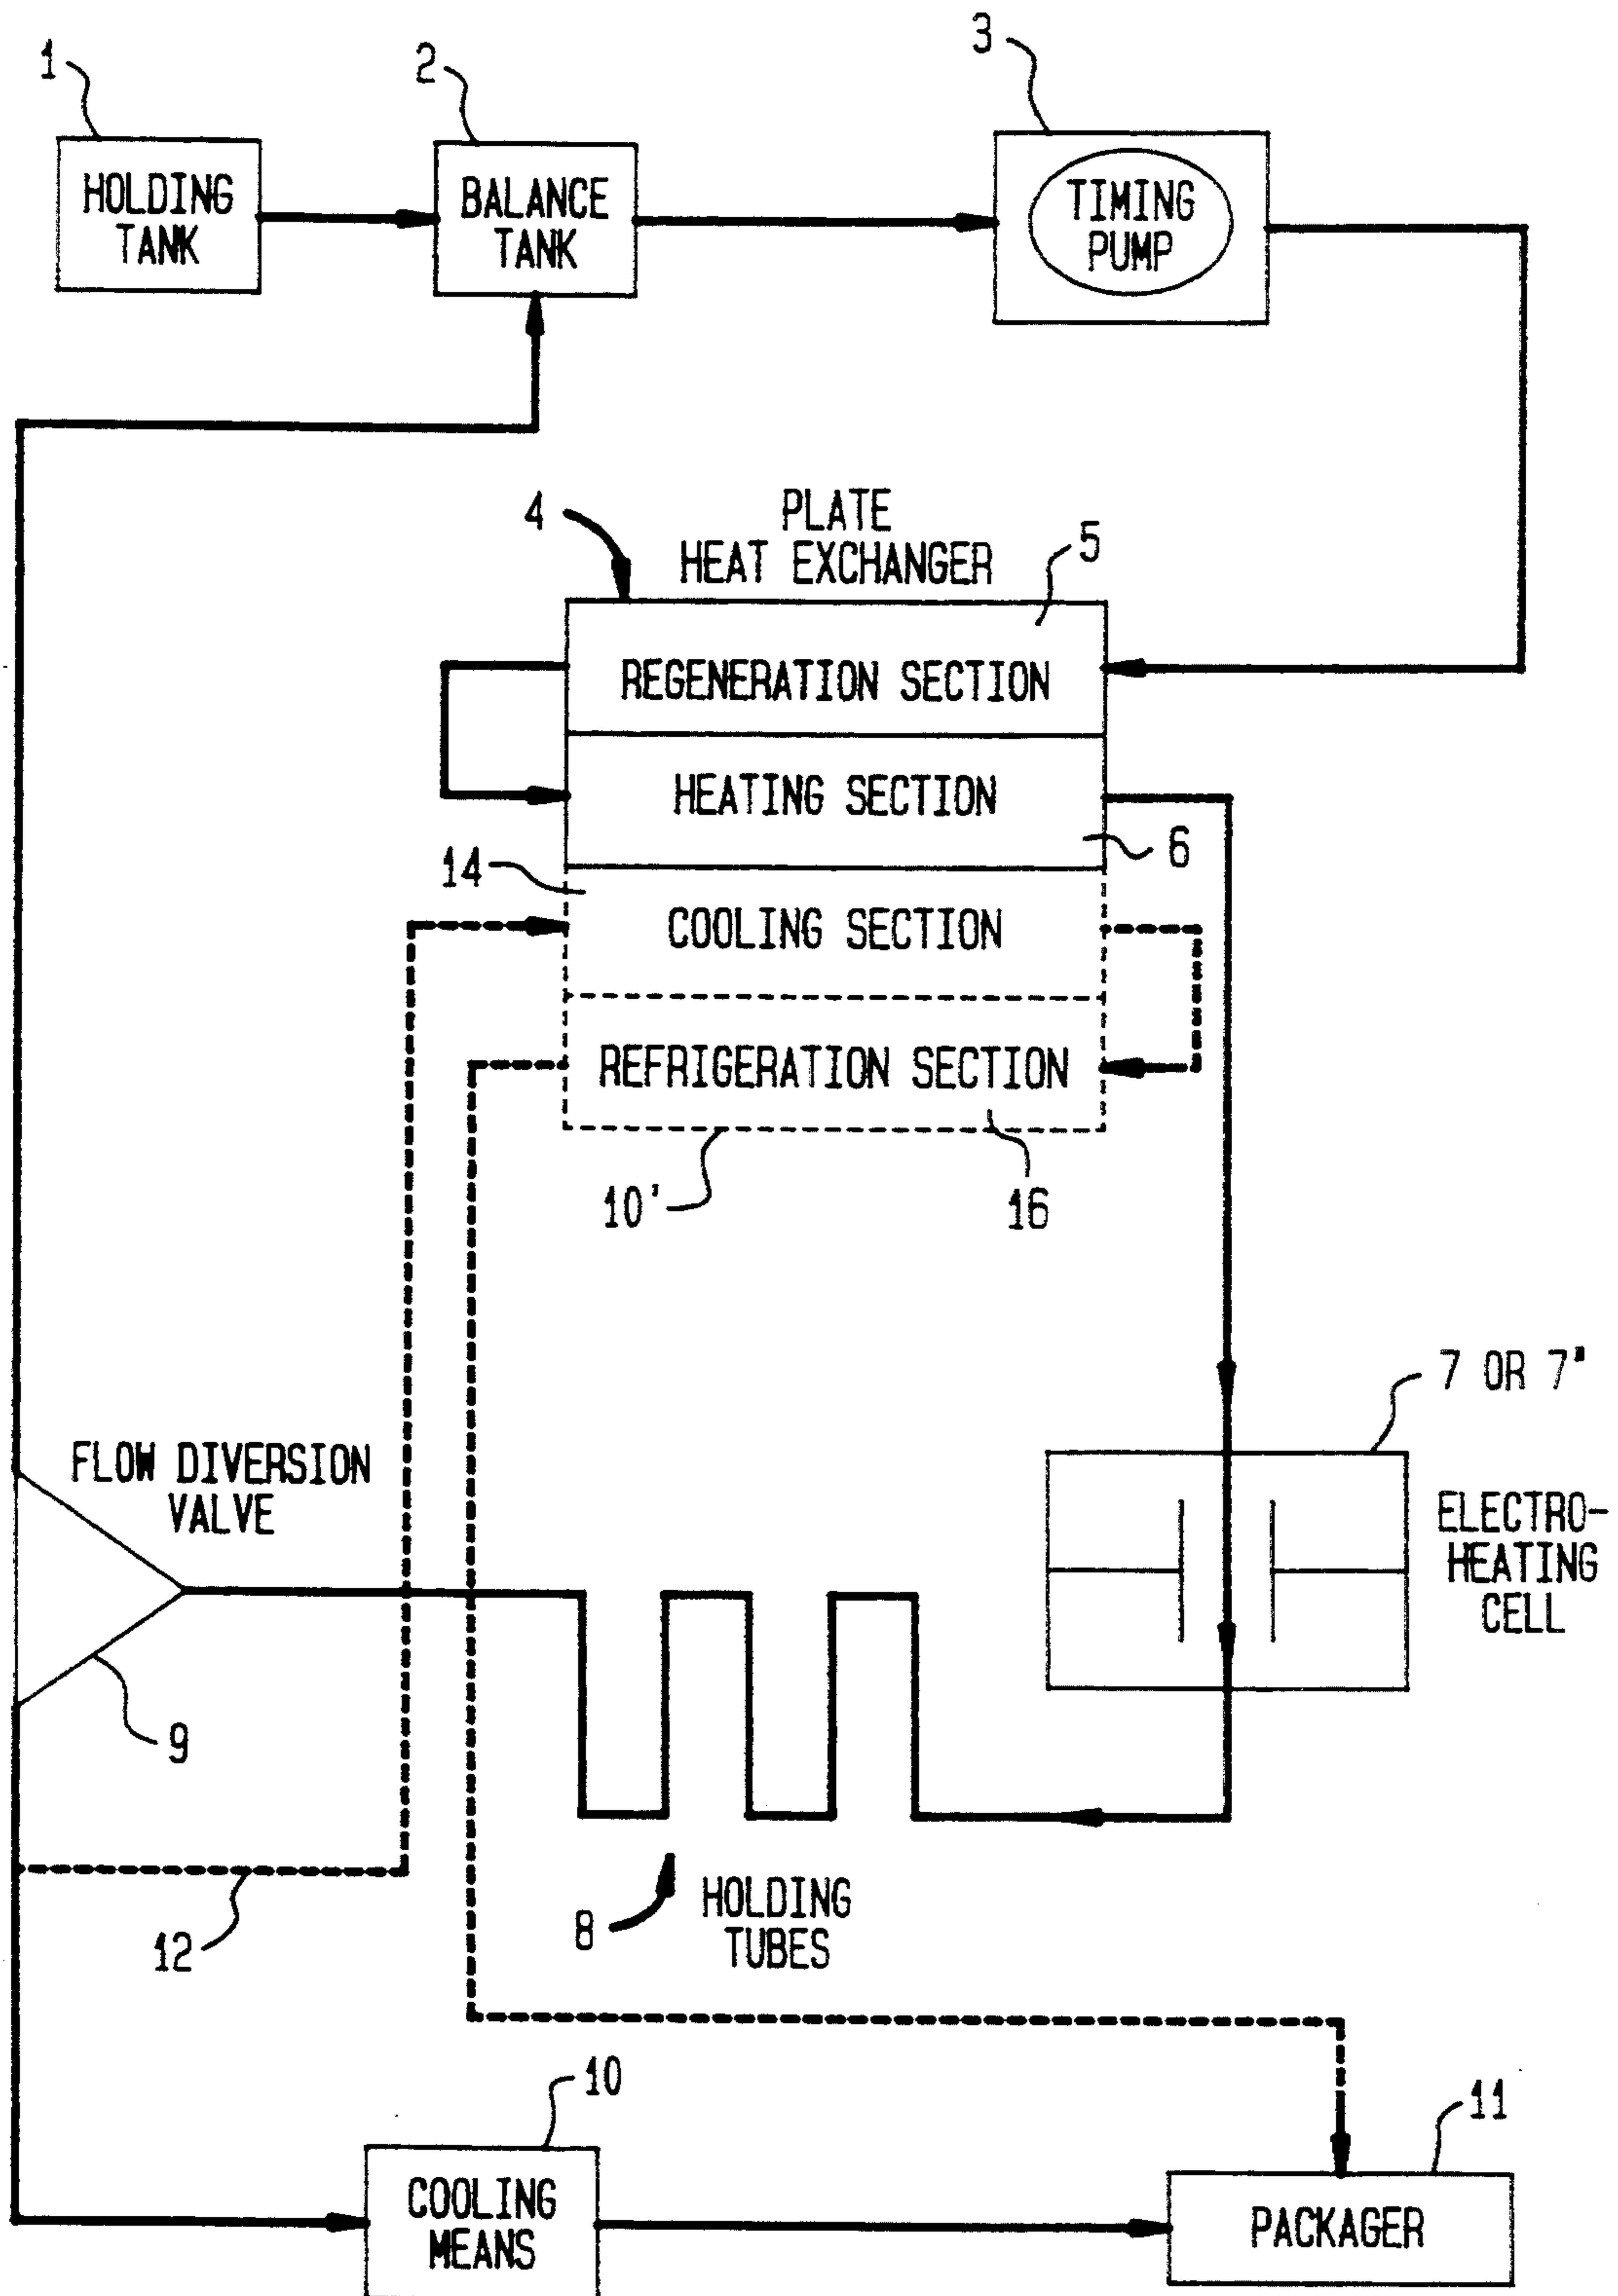 1
2
3
HOLDING
TANK
BALANCE
TANK
TIMING
PUMP
4
PLATE
HEAT EXCHANGER
5
REGENERATION SECTION
HEATING SECTION
6
14
COOLING SECTION
REFRIGERATION SECTION
10'
16
7 OR 7"
FLOW DIVERSION
VALVE
ELECTRO-
HEATING
CELL
9
12
8
HOLDING
TUBES
10
11
COOLING
MEANS
PACKAGER